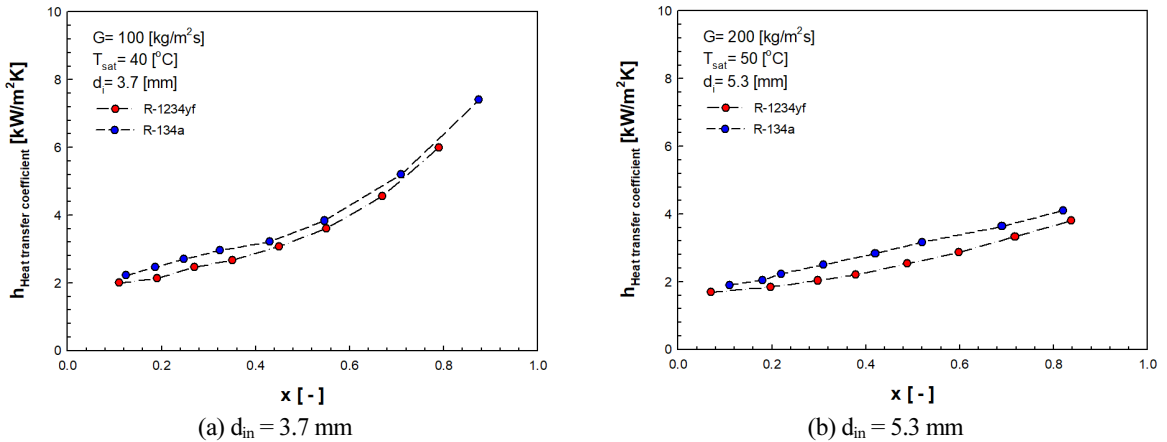 10
8
6
4
2
0
h Heat transfer coefficient [kW/m²K]
G= 100 [kg/m²s]
T_sat= 40 [°C]
d_i= 3.7 [mm]
R-1234yf
R-134a
0.0 0.2 0.4 0.6 0.8 1.0
x [ - ]
(a) d_in = 3.7 mm
10
8
6
4
2
0
h Heat transfer coefficient [kW/m²K]
G= 200 [kg/m²s]
T_sat= 50 [°C]
d_i= 5.3 [mm]
R-1234yf
R-134a
0.0 0.2 0.4 0.6 0.8 1.0
x [ - ]
(b) d_in = 5.3 mm